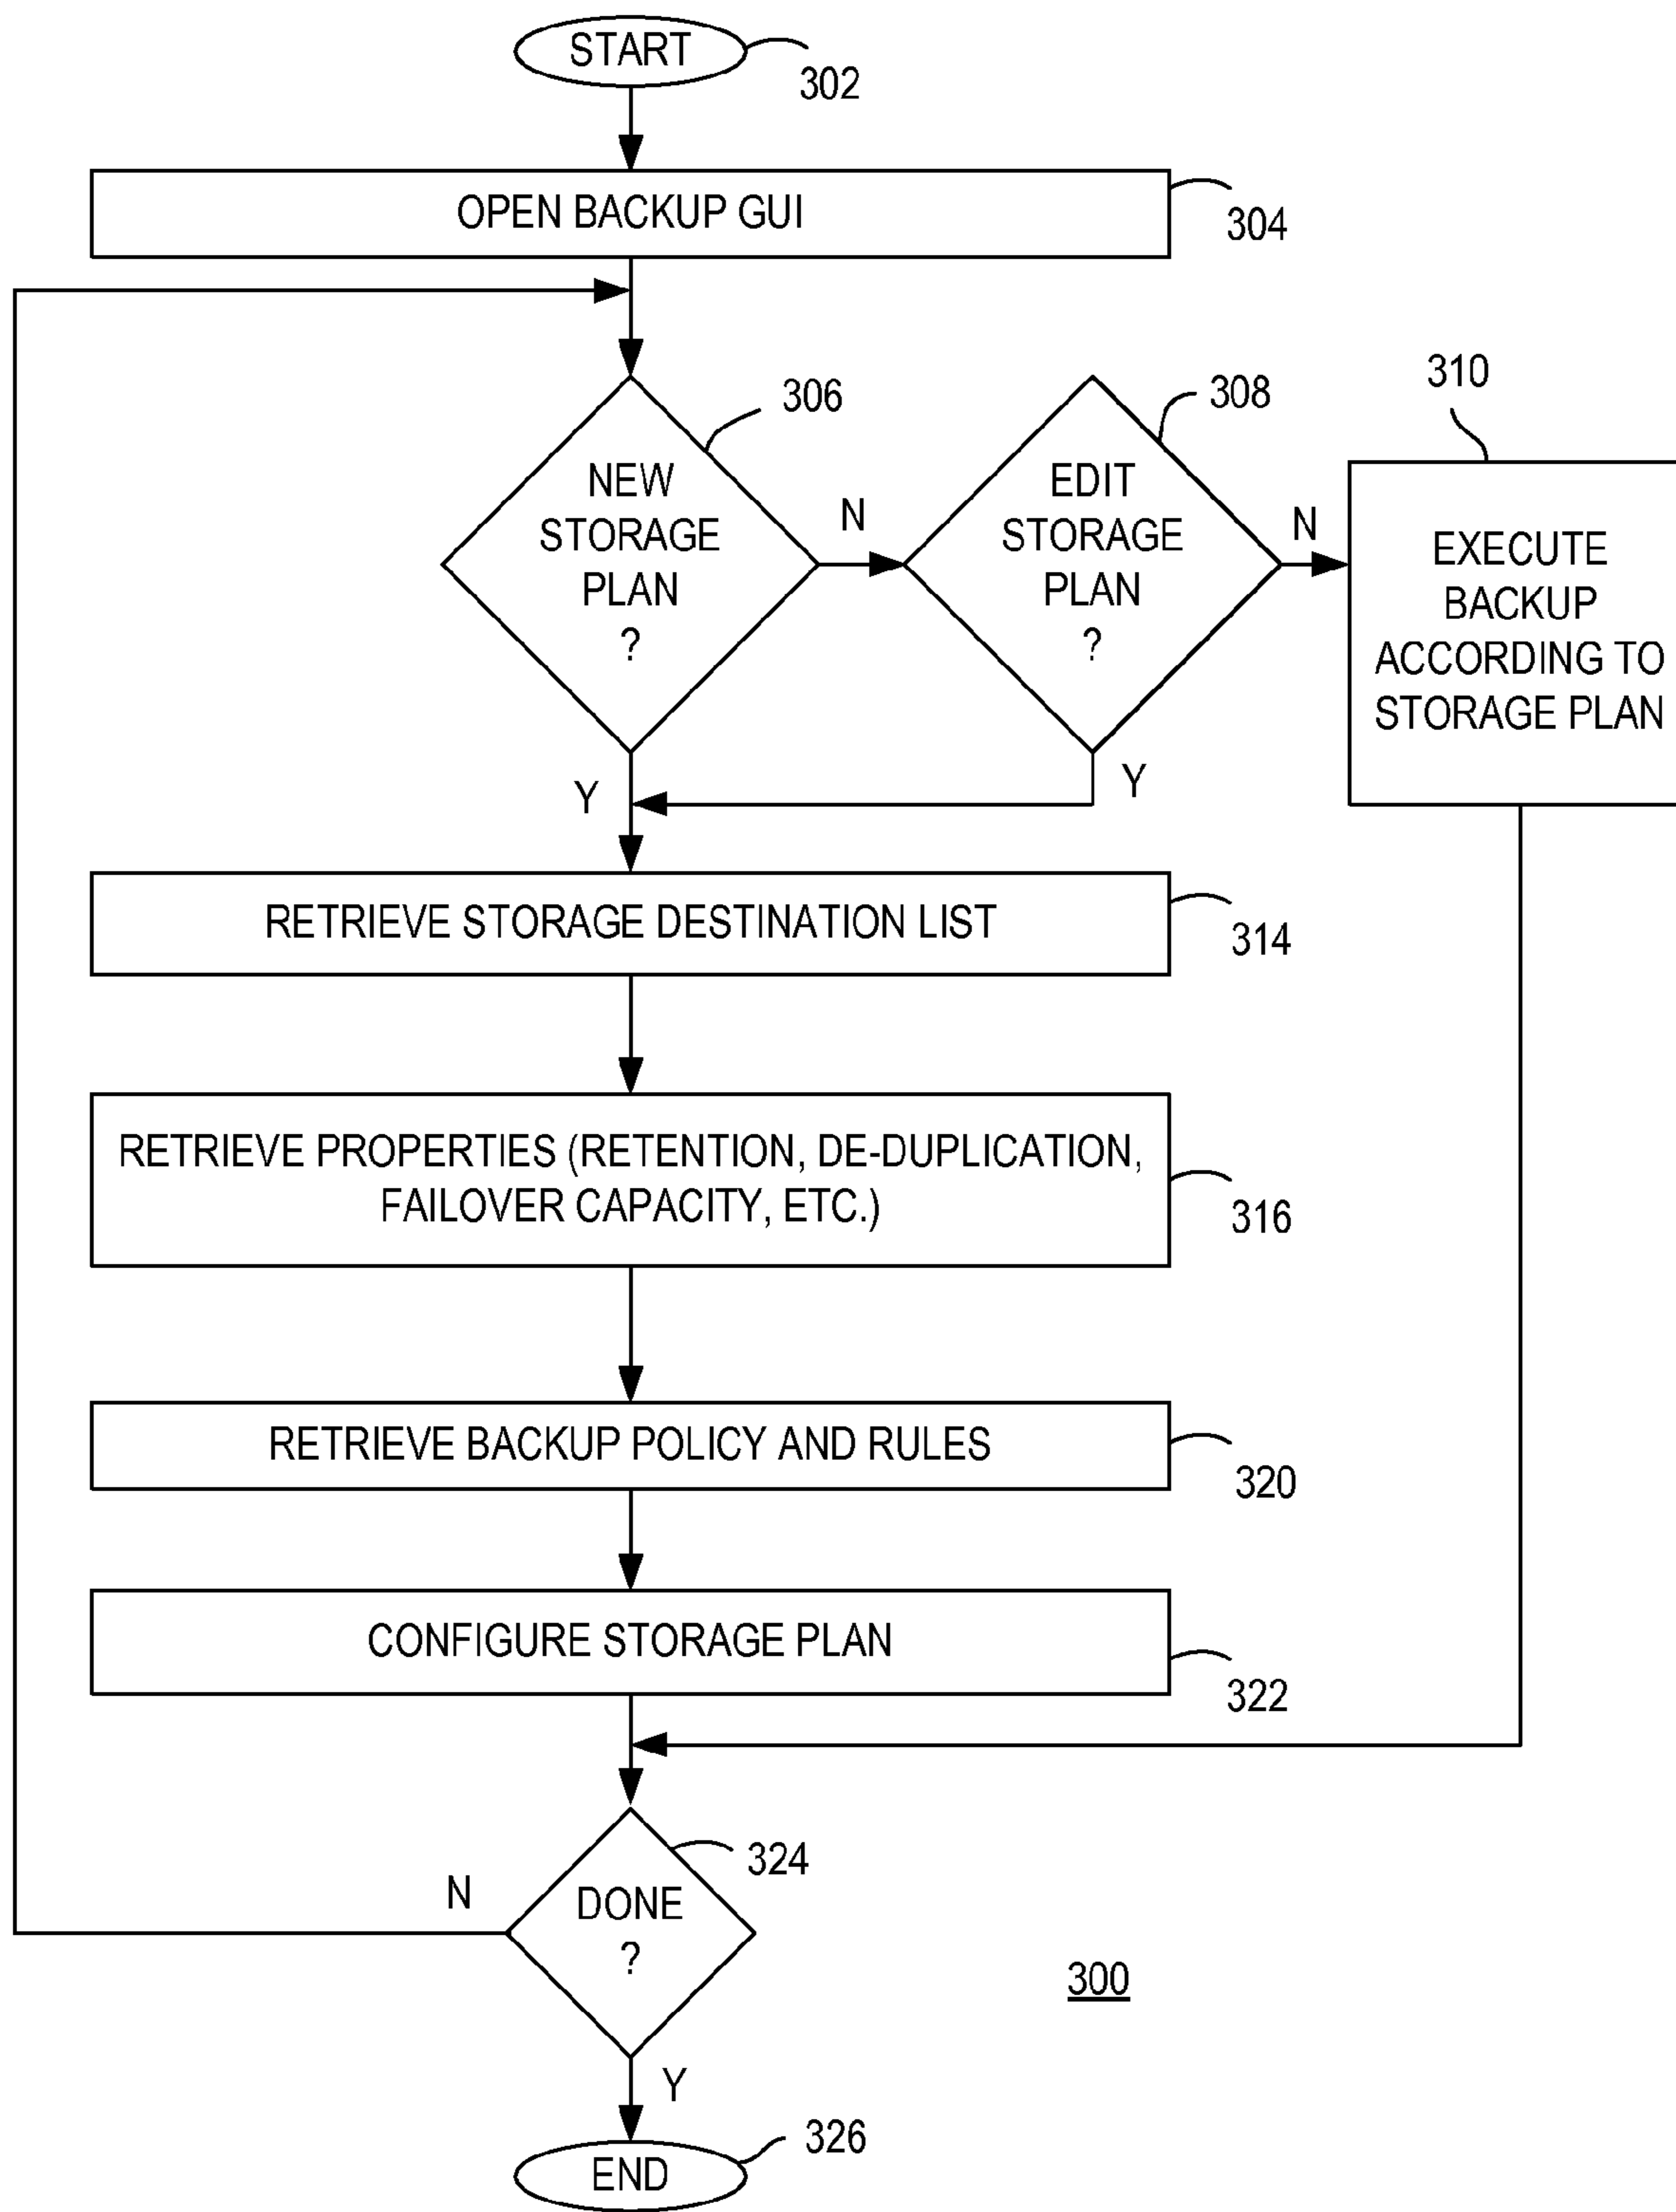 START
302
OPEN BACKUP GUI
304
306
NEW
STORAGE
PLAN
?
N
Y
308
EDIT
STORAGE
PLAN
?
N
Y
310
EXECUTE
BACKUP
ACCORDING TO
STORAGE PLAN
RETRIEVE STORAGE DESTINATION LIST
314
RETRIEVE PROPERTIES (RETENTION, DE-DUPLICATION,
FAILOVER CAPACITY, ETC.)
316
RETRIEVE BACKUP POLICY AND RULES
320
CONFIGURE STORAGE PLAN
322
324
N
DONE
?
Y
300
326
END